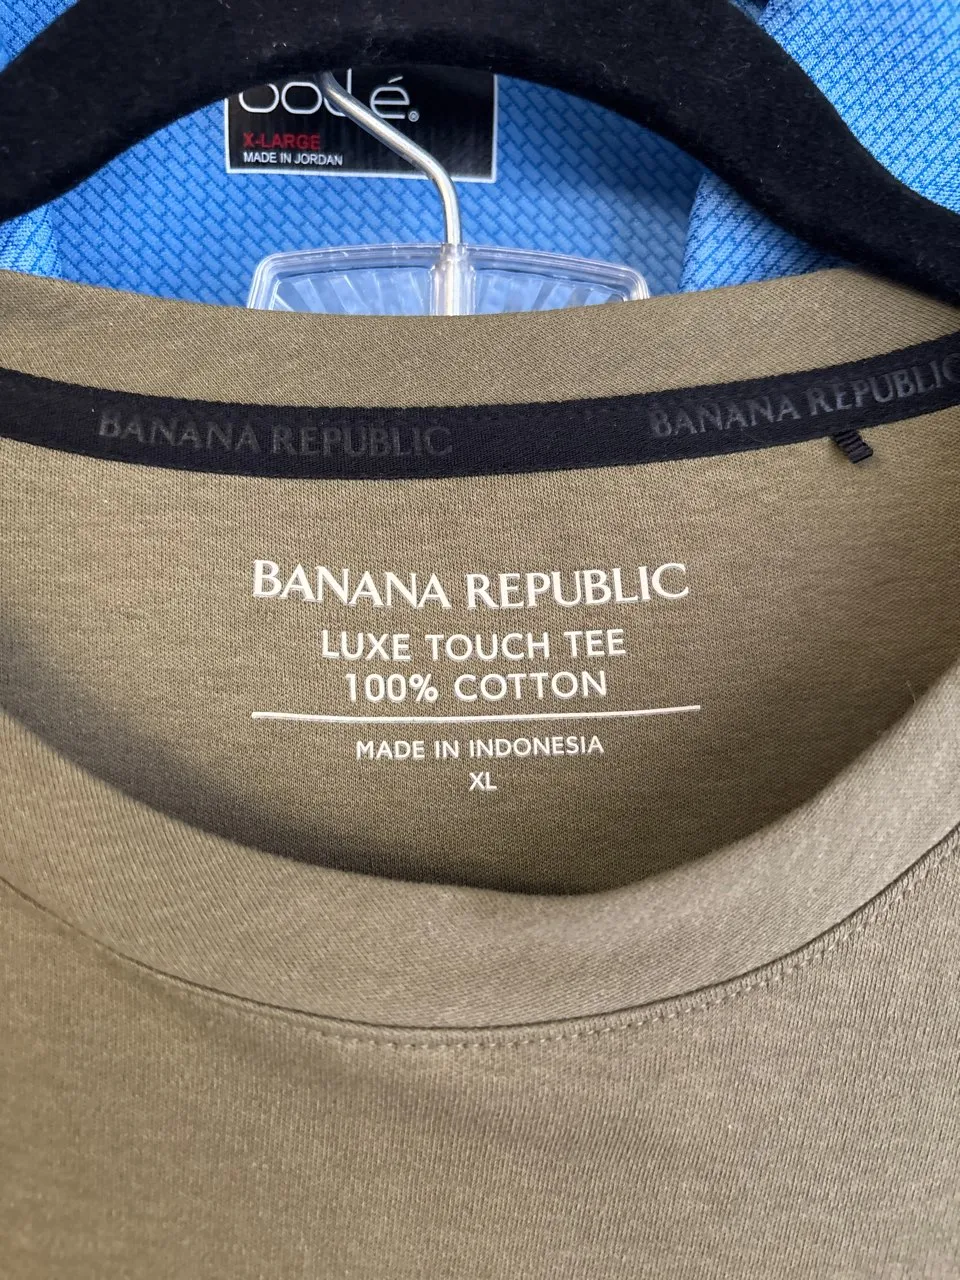 X-LARGE
MADE IN JORDAN
BANANA REPUBLIC
BANANA REPUBLIC
BANANA REPUBLIC
LUXE TOUCH TEE
100% COTTON
MADE IN INDONESIA
XL